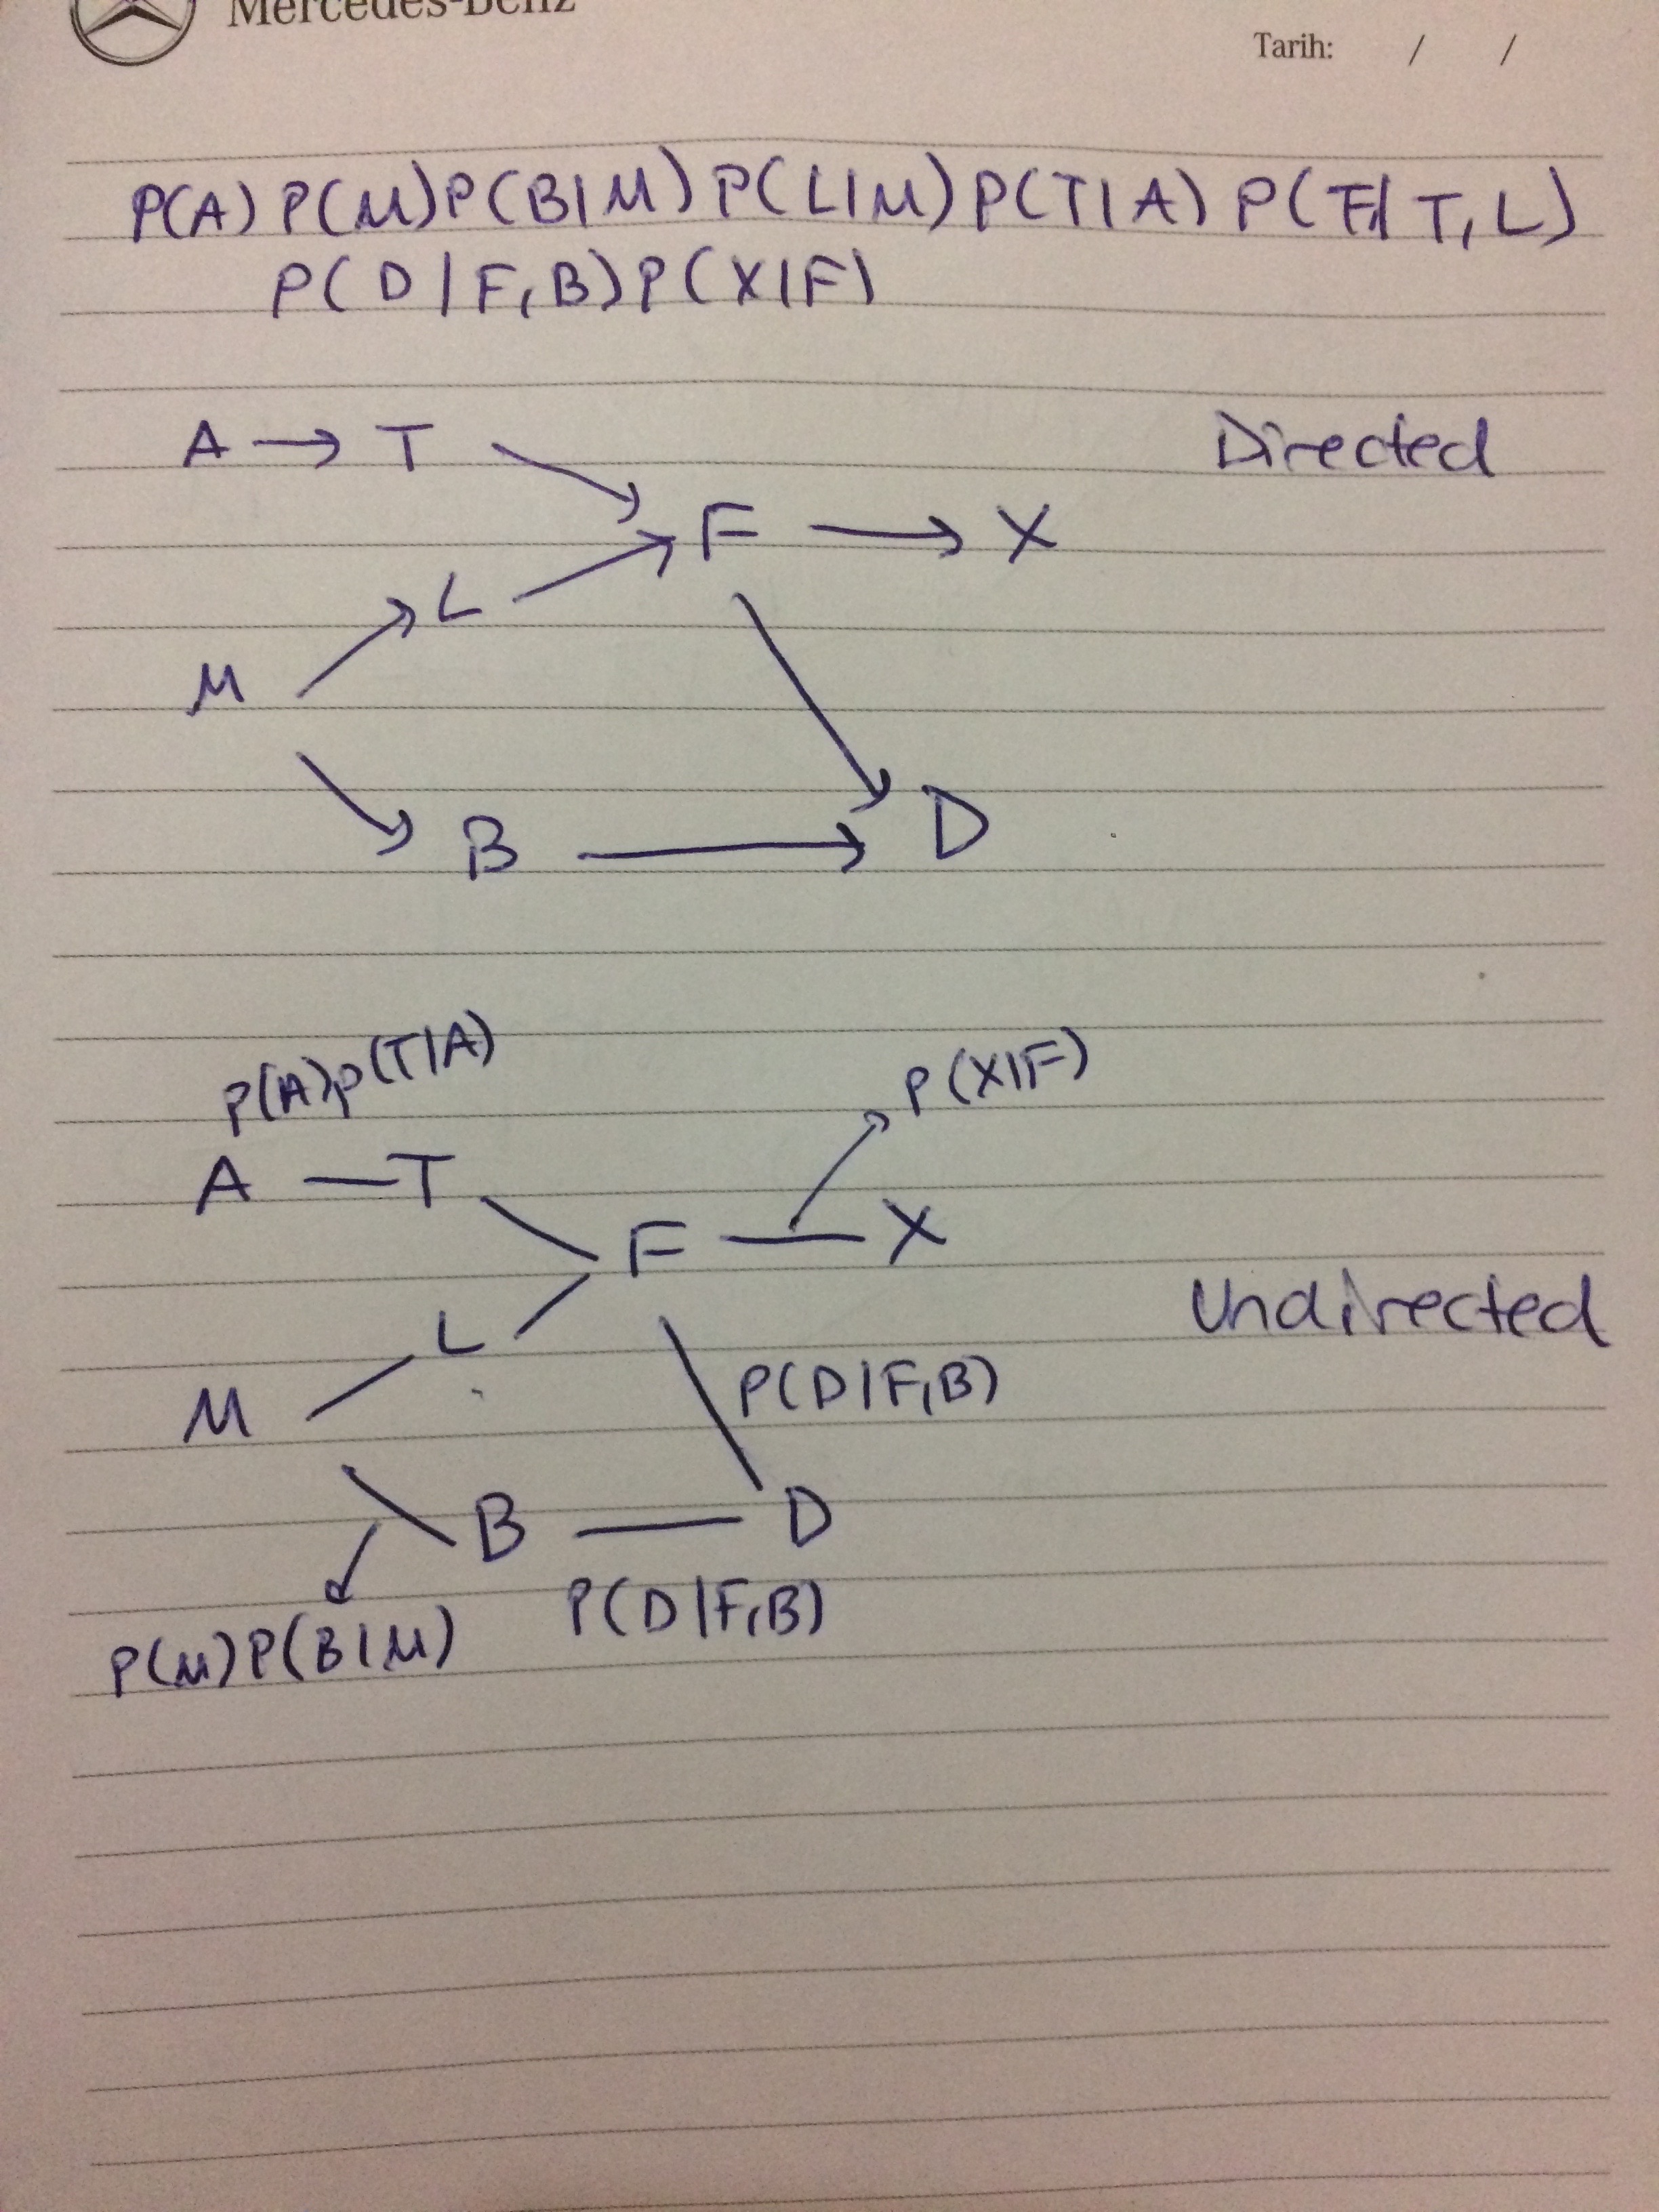 Mercedes-Benz
Tarih: / /
P(A) P(M) P(B|M) P(L|M) P(T|A) P(F|T,L)
P(D|F,B) P(X|F)
A → T
Directed
F → X
L
M
B → D
P(A)P(T|A)
P(X|F)
A — T
F — X
Undirected
L
P(D|F,B)
M
B — D
P(D|F,B)
P(M)P(B|M)